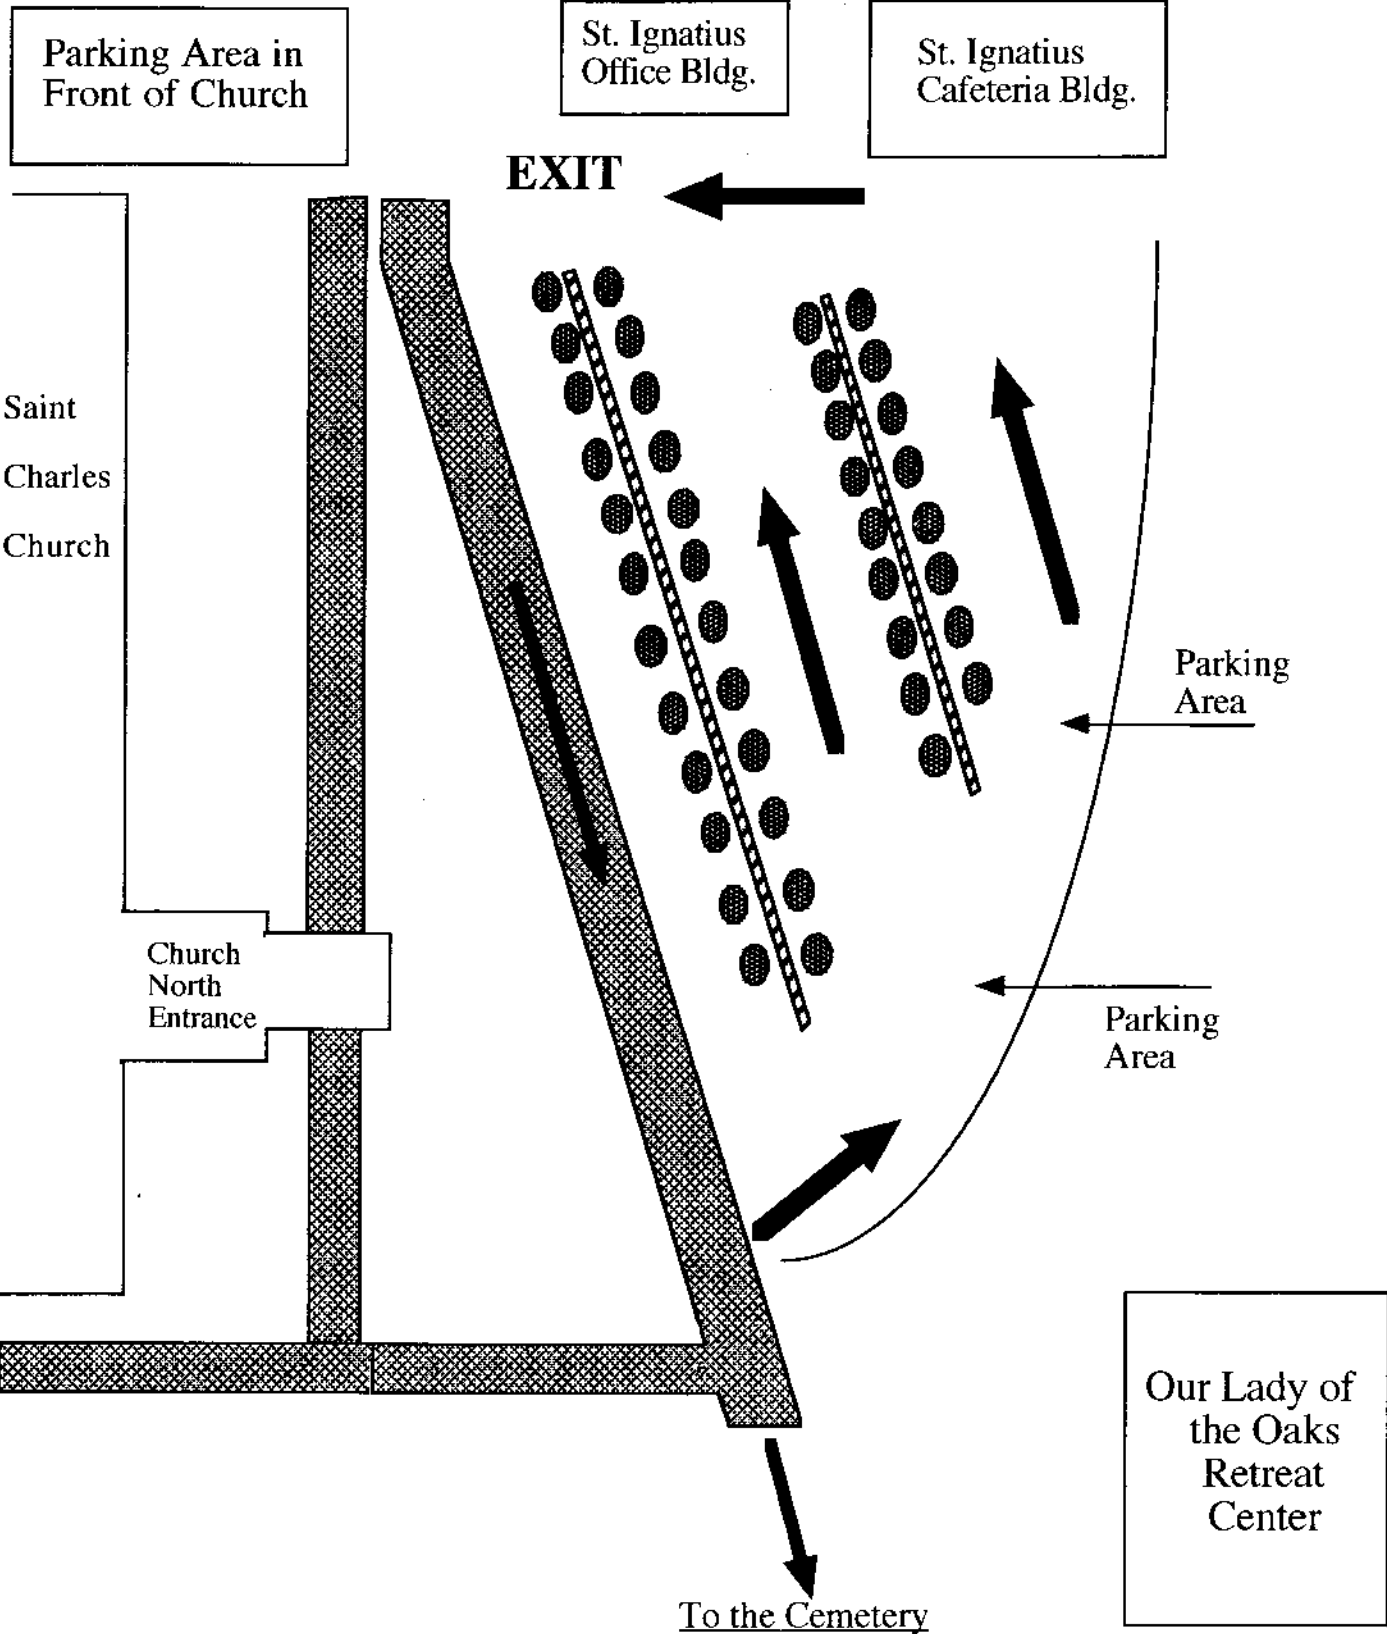 Parking Area in
Front of Church
St. Ignatius
Office Bldg.
St. Ignatius
Cafeteria Bldg.
EXIT
Saint
Charles
Church
Parking
Area
Church
North
Entrance
Parking
Area
Our Lady of
the Oaks
Retreat
Center
To the Cemetery